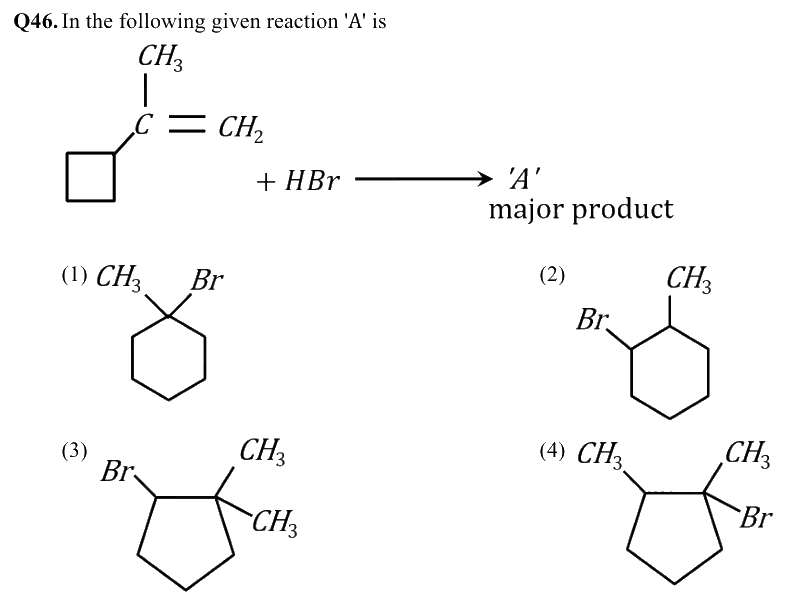 Q46. In the following given reaction 'A' is
CH₃
C = CH₂
+ HBr → 'A'
major product
(1) CH₃ Br
(2) CH₃
Br
(3) CH₃
Br
CH₃
(4) CH₃ CH₃
Br